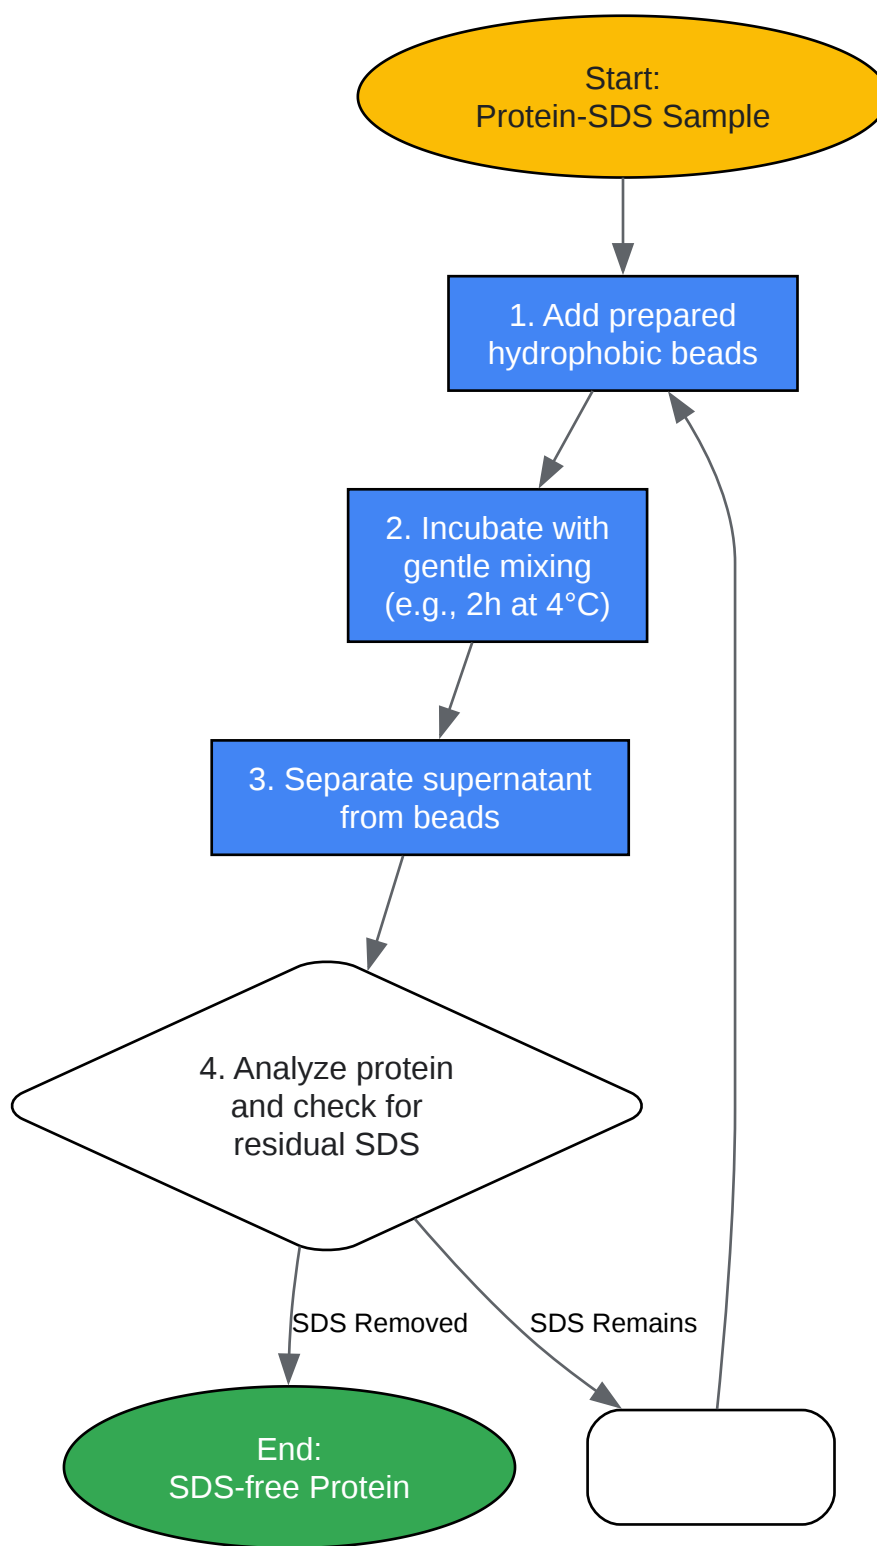 Start:
Protein-SDS Sample
1. Add prepared
hydrophobic beads
2. Incubate with
gentle mixing
(e.g., 2h at 4°C)
3. Separate supernatant
from beads
4. Analyze protein
and check for
residual SDS
SDS Removed
SDS Remains
End:
SDS-free Protein